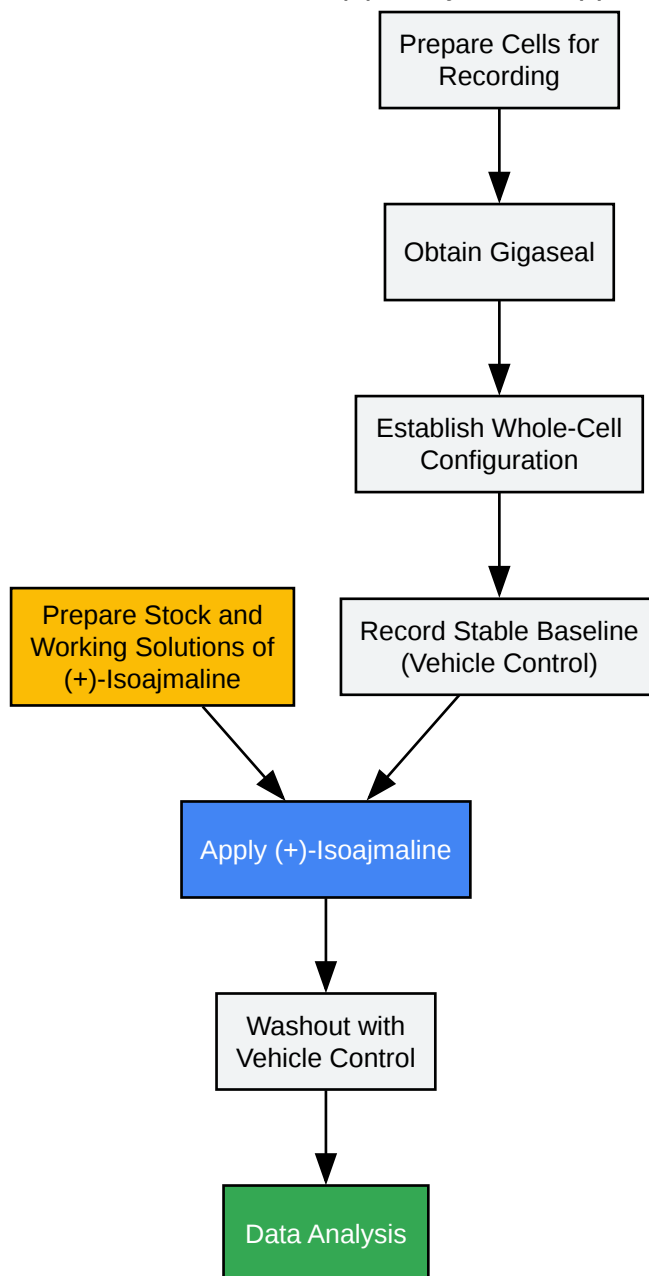 Prepare Cells for
Recording
Obtain Gigaseal
Establish Whole-Cell
Configuration
Prepare Stock and
Working Solutions of
(+)-Isoajmaline
Record Stable Baseline
(Vehicle Control)
Apply (+)-Isoajmaline
Washout with
Vehicle Control
Data Analysis